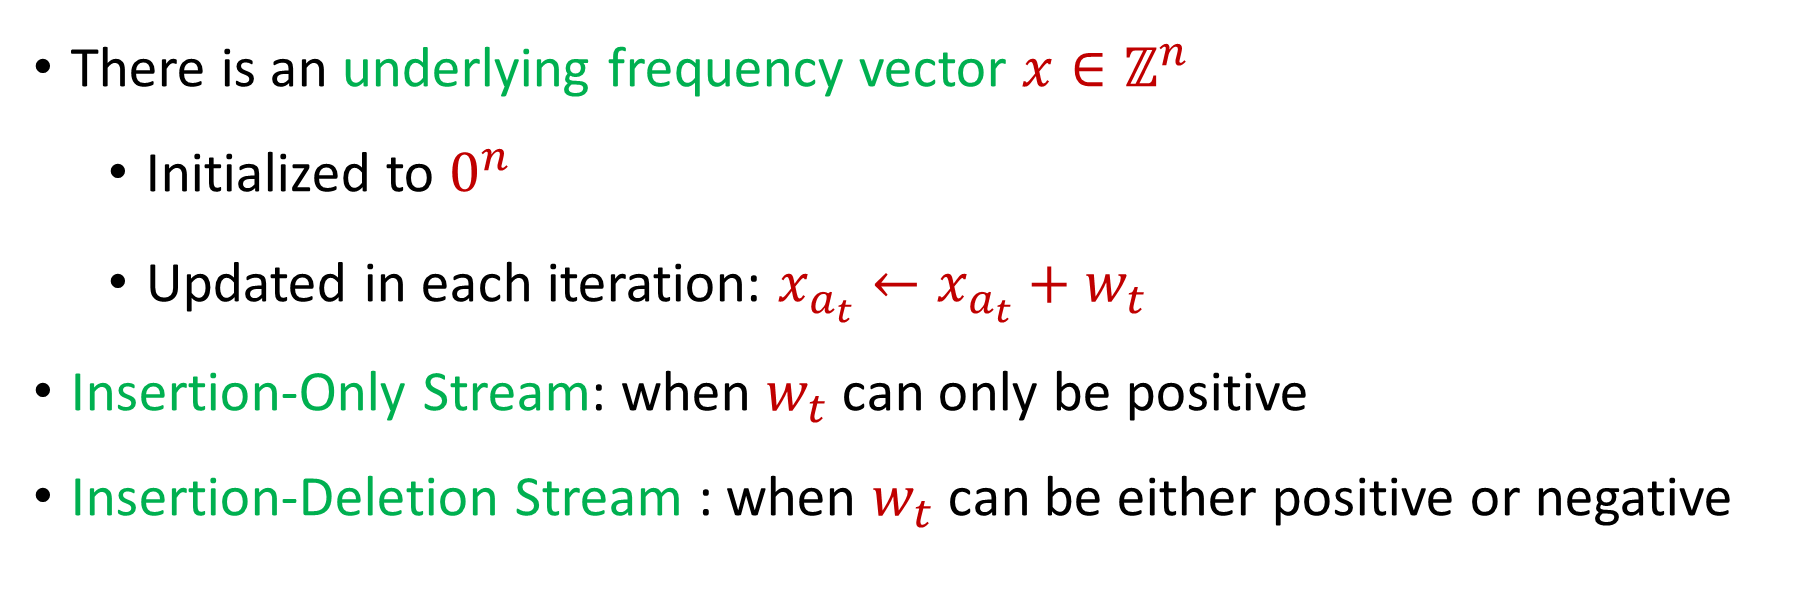 • There is an underlying frequency vector x ∈ ℤⁿ
• Initialized to 0ⁿ
• Updated in each iteration: x_{a_t} ← x_{a_t} + w_t
• Insertion-Only Stream: when w_t can only be positive
• Insertion-Deletion Stream : when w_t can be either positive or negative